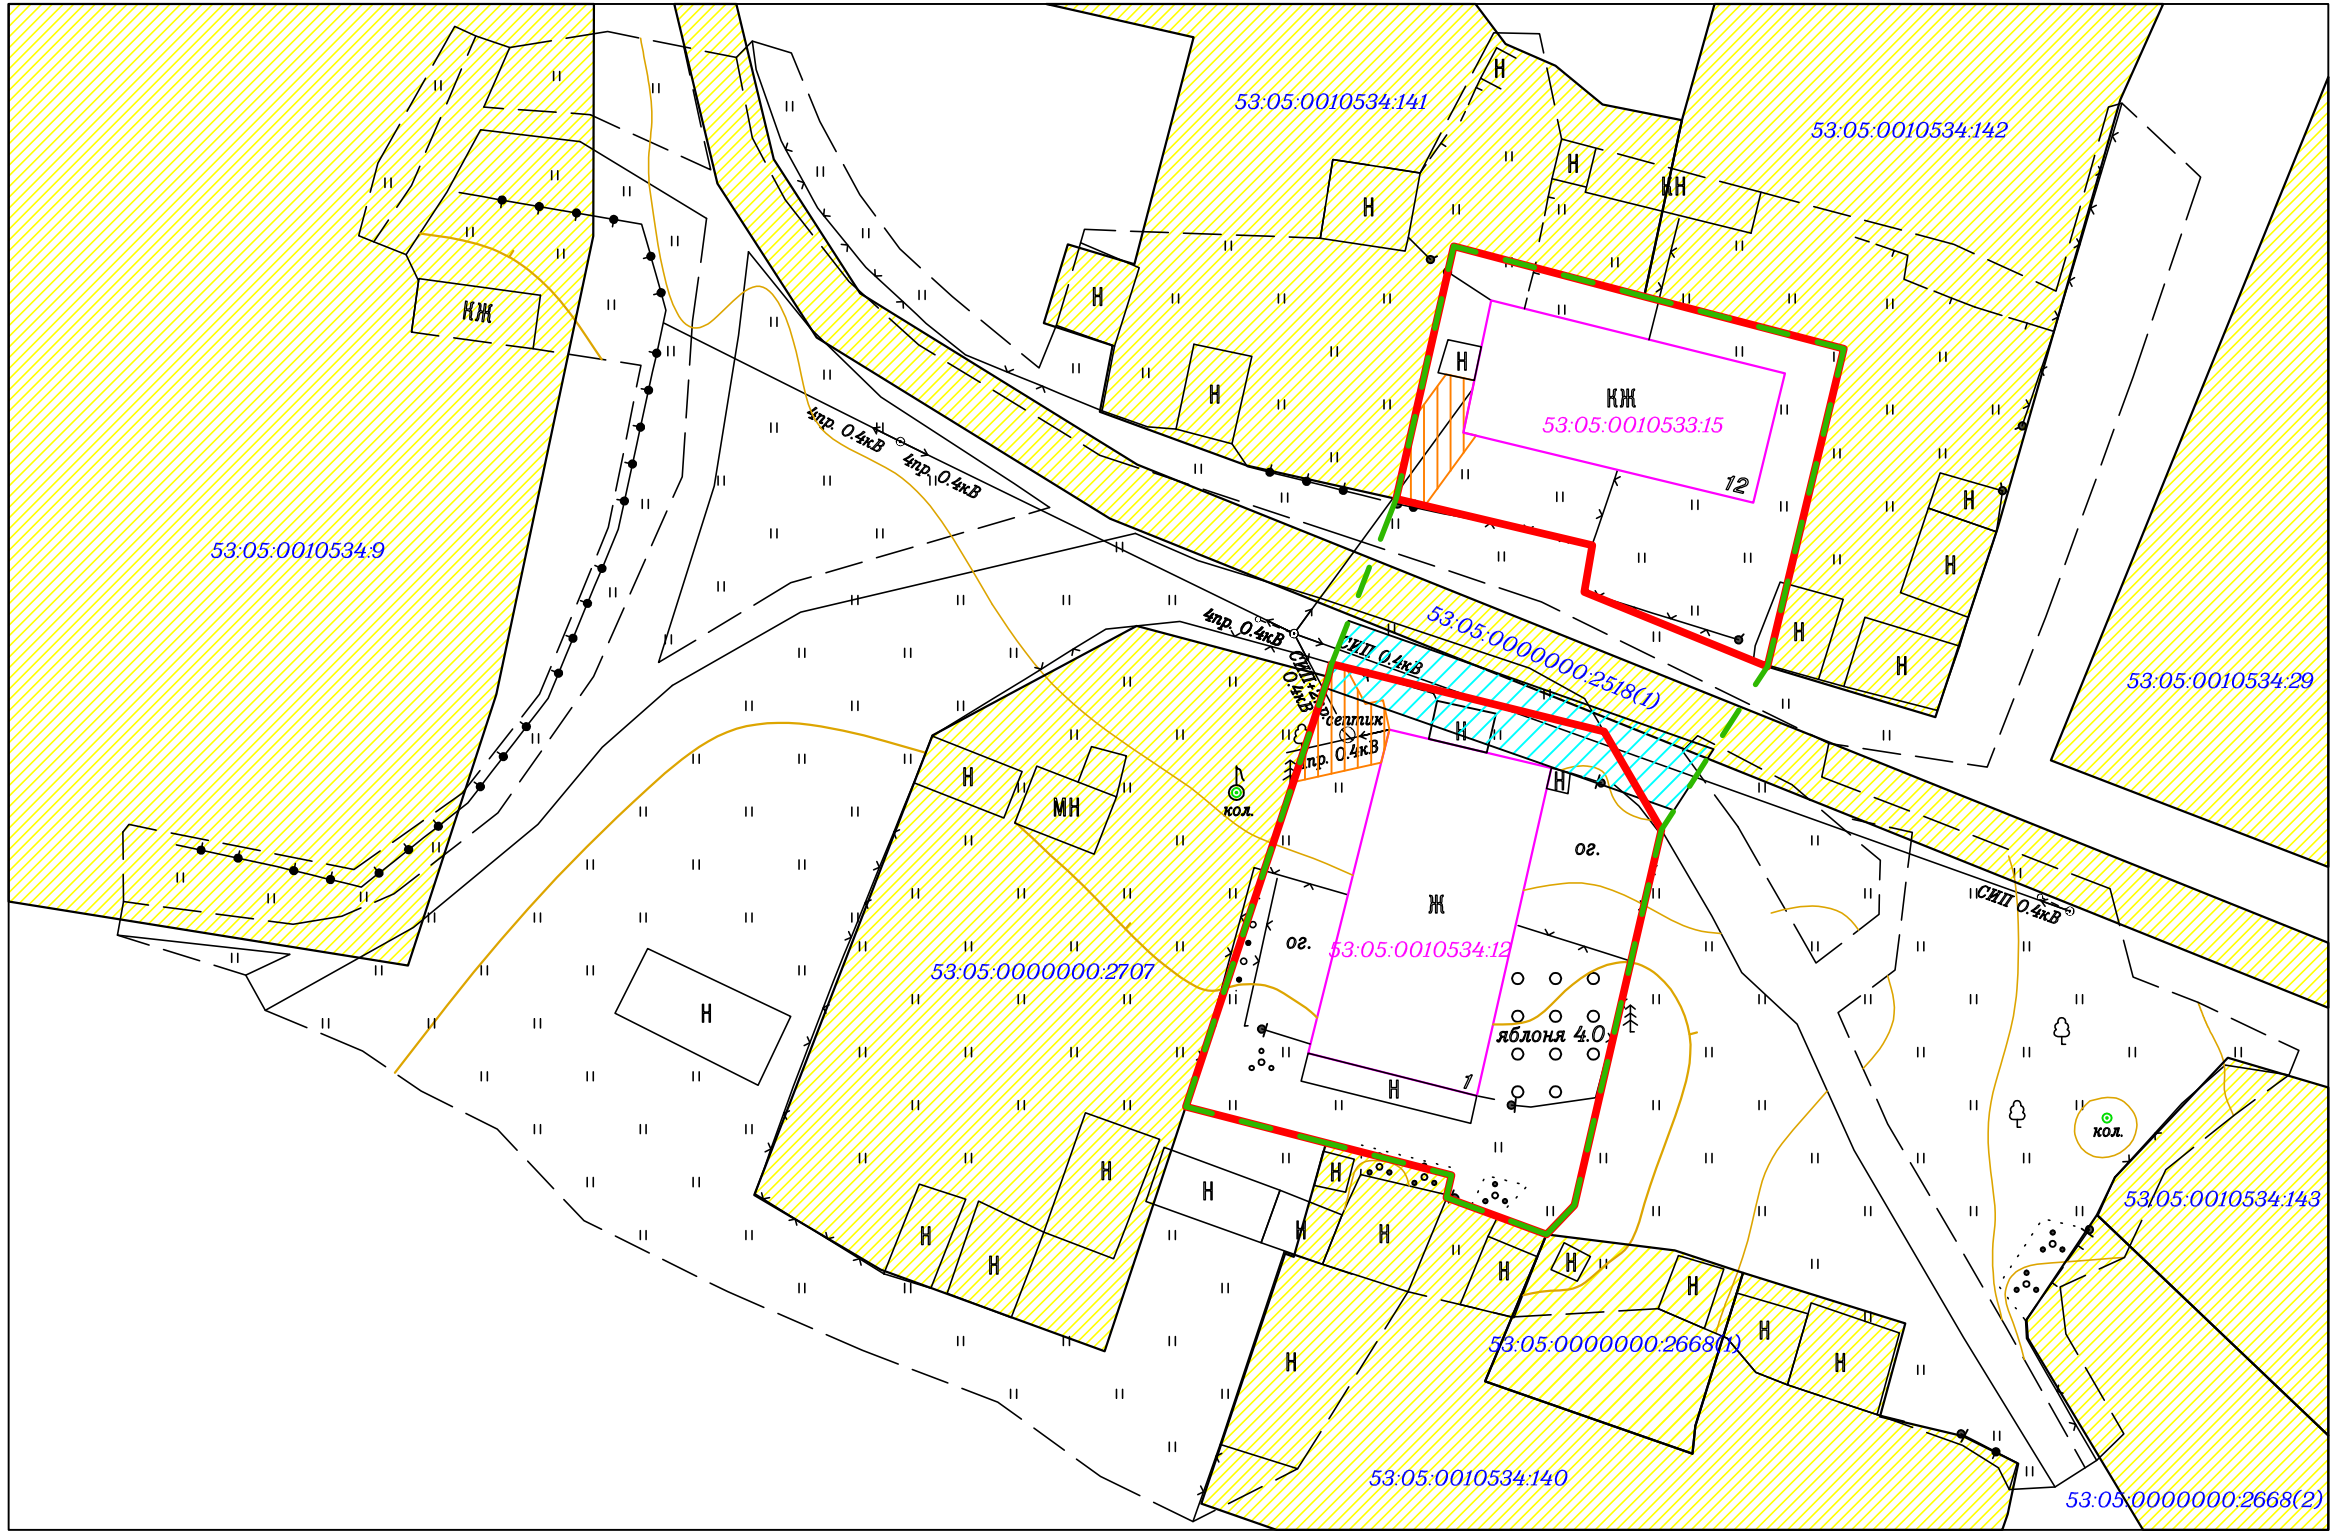 Н
53:05:0010534:141
53:05:0010534:142
Н
КН
Н
Н
КЖ
Н
Н
КЖ
Н
53:05:0010533:15
4пр. 0.4кВ
4пр. 0.4кВ
12
Н
53:05:0010534:9
Н
4пр. 0.4кВ
СИП 0.4кВ
53:05:0000000:2518(1)
Н
Н
53:05:0010534:29
0.4кВ
септик
Н
0.4кВ
Н
МН
Н
кол.
ог.
Ж
СИП 0.4кВ
ог.
53:05:0010534:12
53:05:0000000:2707
Н
яблоня 4.0
1
Н
кол.
Н
Н
Н
53:05:0010534:143
Н
Н
Н
Н
Н
Н
Н
Н
Н
53:05:0000000:2668(1)
Н
Н
53:05:0010534:140
53:05:0000000:2668(2)